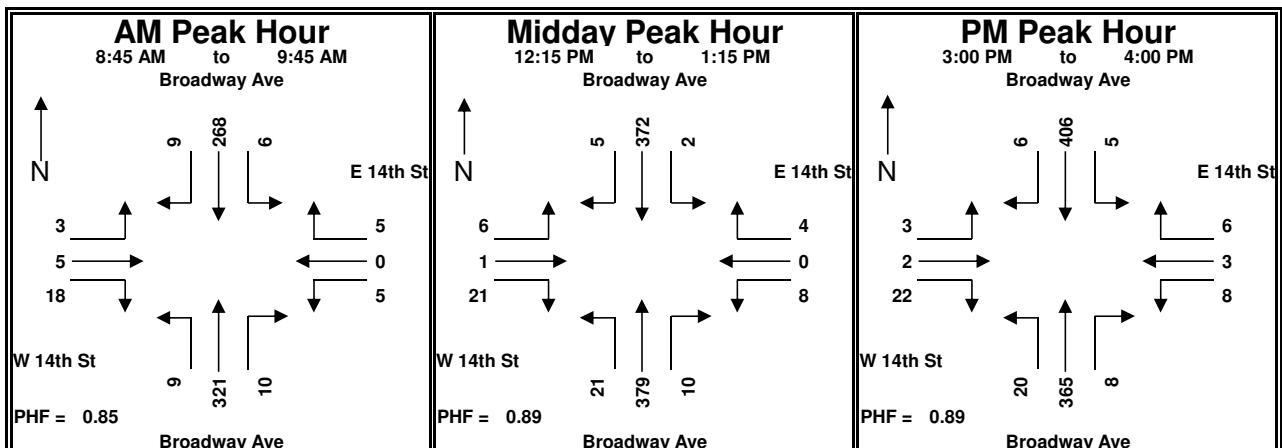 AM Peak Hour
8:45 AM to 9:45 AM
Broadway Ave
9 268 6
N
E 14th St
3 5
5 0
18 5
W 14th St
9 321 10
PHF = 0.85
Broadway Ave
Midday Peak Hour
12:15 PM to 1:15 PM
Broadway Ave
5 372 2
N
E 14th St
6 4
1 0
21 8
W 14th St
21 379 10
PHF = 0.89
Broadway Ave
PM Peak Hour
3:00 PM to 4:00 PM
Broadway Ave
6 406 5
N
E 14th St
3 6
2 3
22 8
W 14th St
20 365 8
PHF = 0.89
Broadway Ave